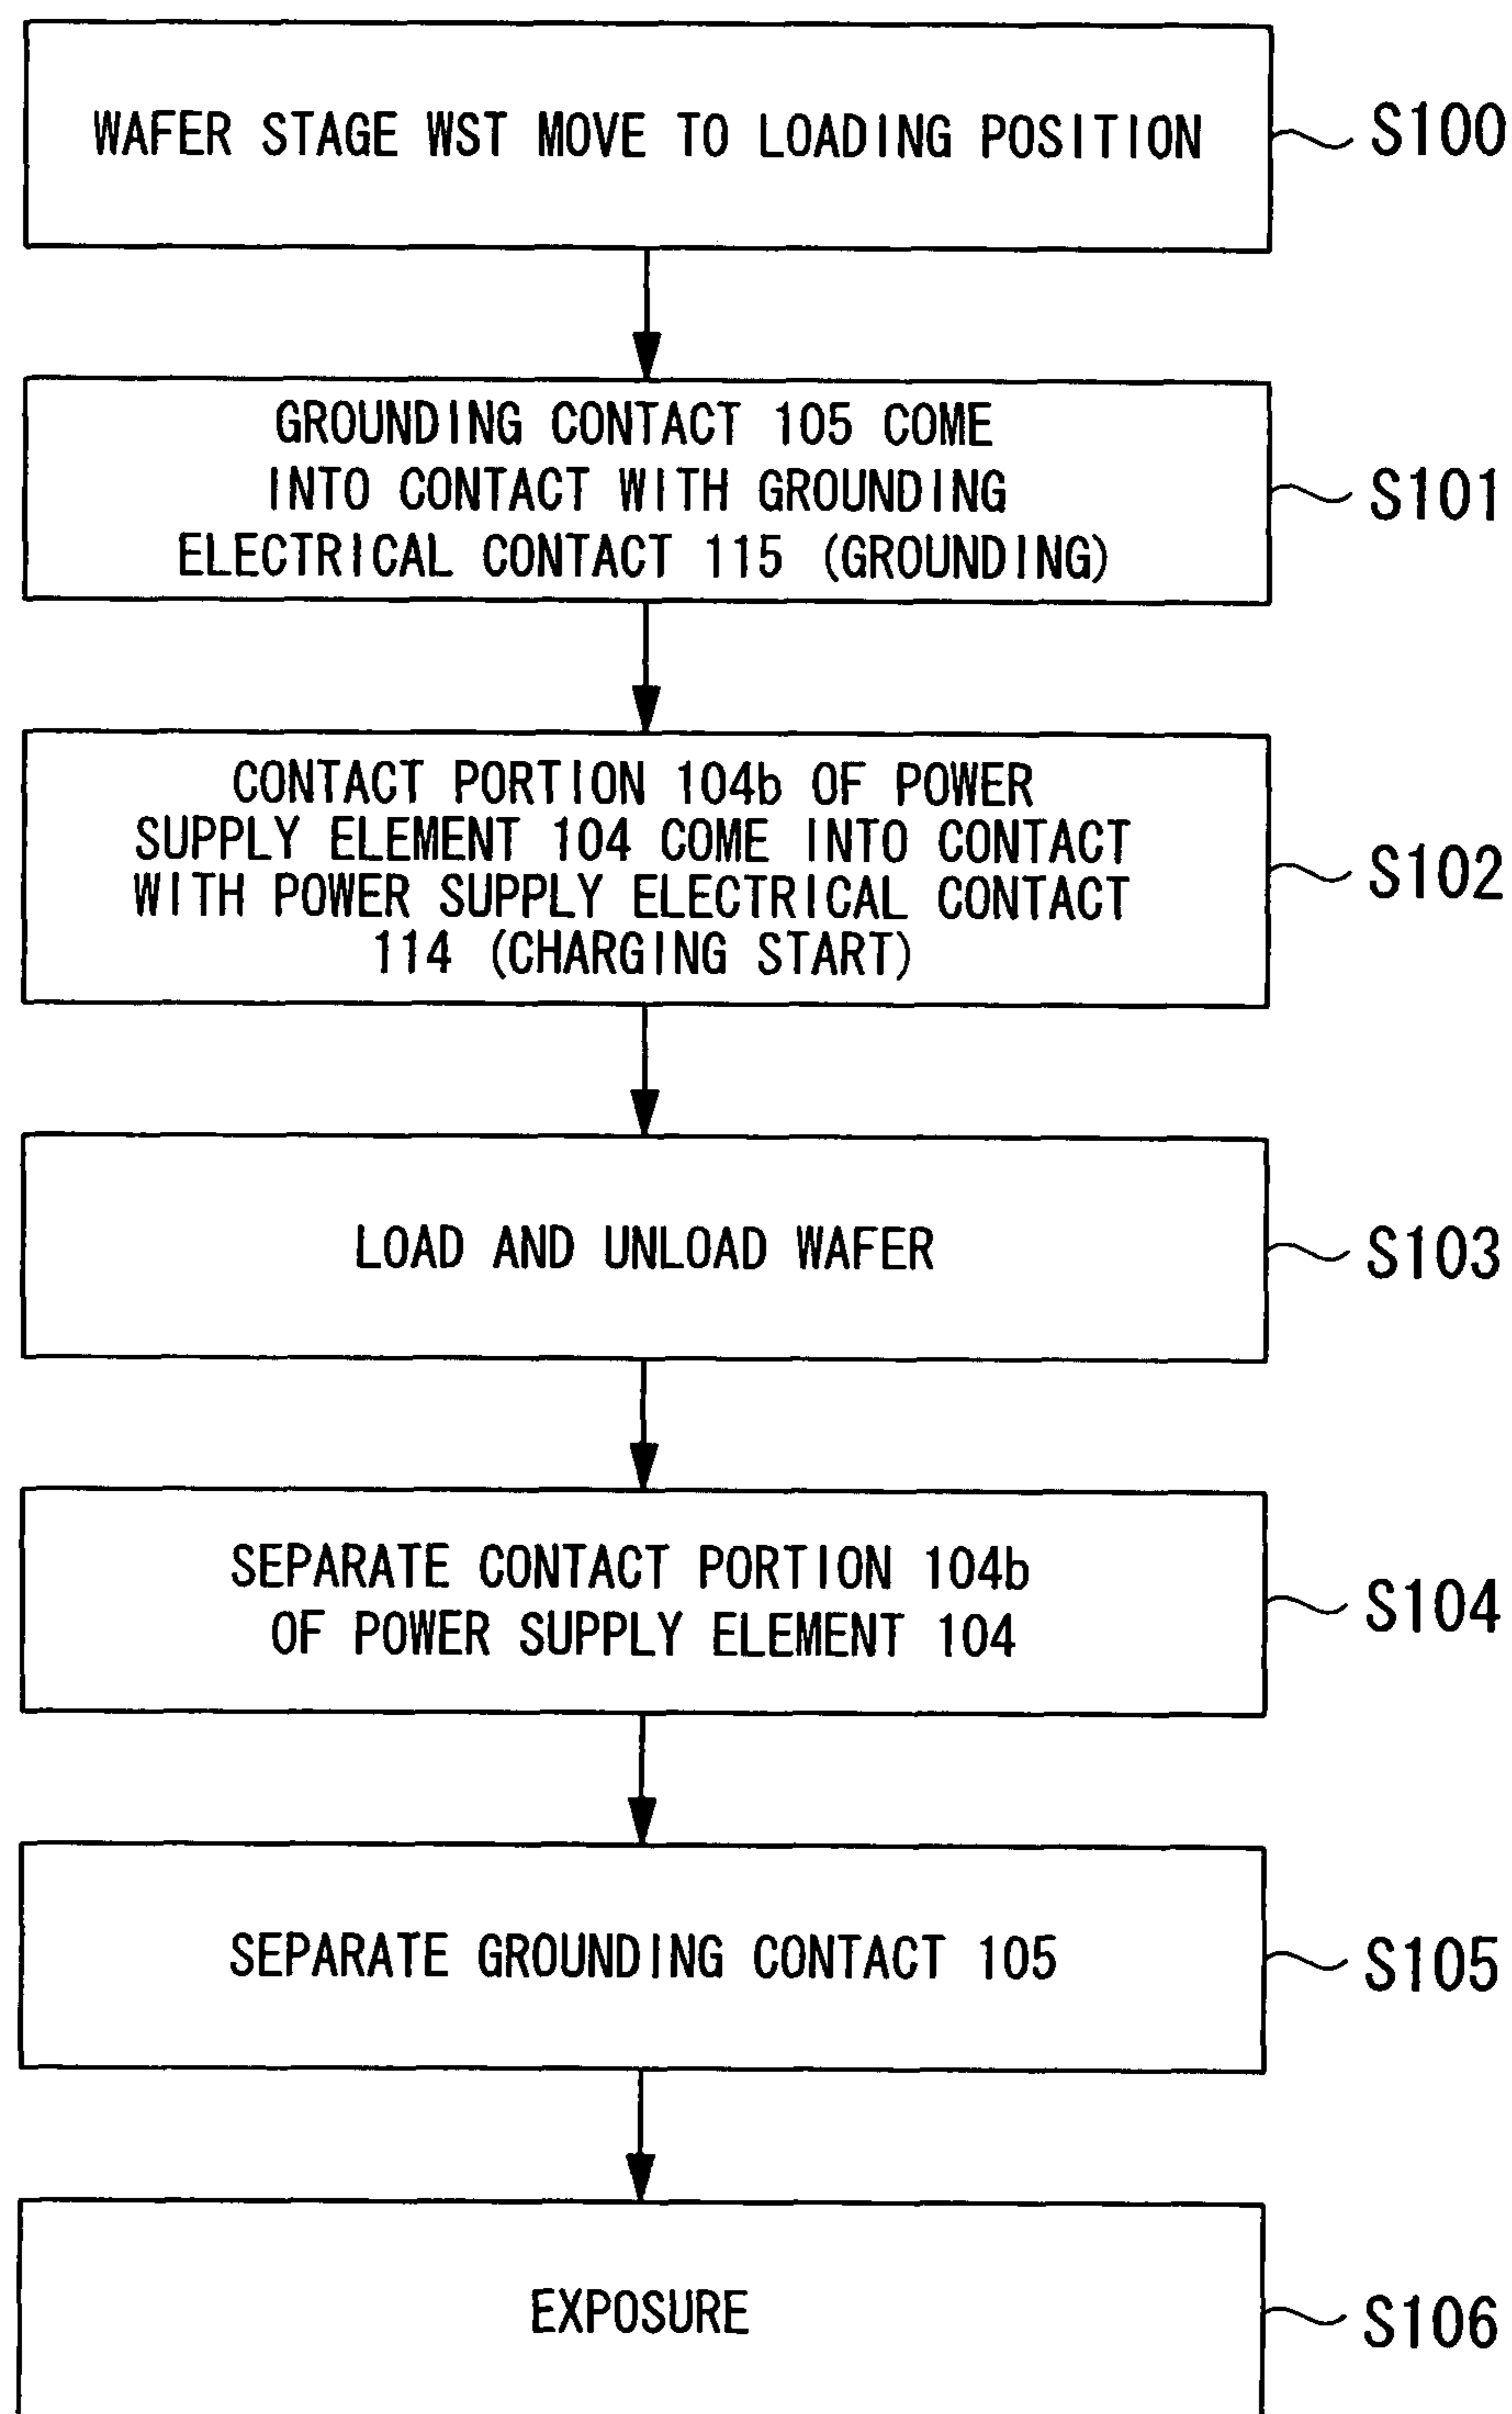 WAFER STAGE WST MOVE TO LOADING POSITION
S100
GROUNDING CONTACT 105 COME
INTO CONTACT WITH GROUNDING
ELECTRICAL CONTACT 115 (GROUNDING)
S101
CONTACT PORTION 104b OF POWER
SUPPLY ELEMENT 104 COME INTO CONTACT
WITH POWER SUPPLY ELECTRICAL CONTACT
114 (CHARGING START)
S102
LOAD AND UNLOAD WAFER
S103
SEPARATE CONTACT PORTION 104b
OF POWER SUPPLY ELEMENT 104
S104
SEPARATE GROUNDING CONTACT 105
S105
EXPOSURE
S106